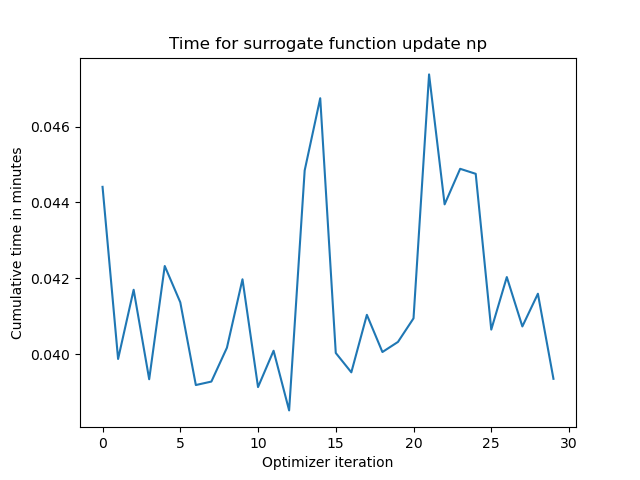 Time for surrogate function update np
Cumulative time in minutes
0.046
0.044
0.042
0.040
0 5 10 15 20 25 30
Optimizer iteration